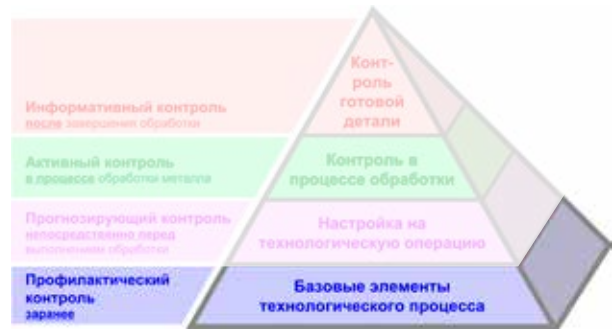 Конт-
роль
готовой
детали
Информативный контроль
после завершения обработки
Активный контроль
в процессе обработки металла
Контроль в
процессе обработки
Прогнозирующий контроль
непосредственно перед
выполнением обработки
Настройка на
технологическую операцию
Профилактический
контроль
заранее
Базовые элементы
технологического процесса